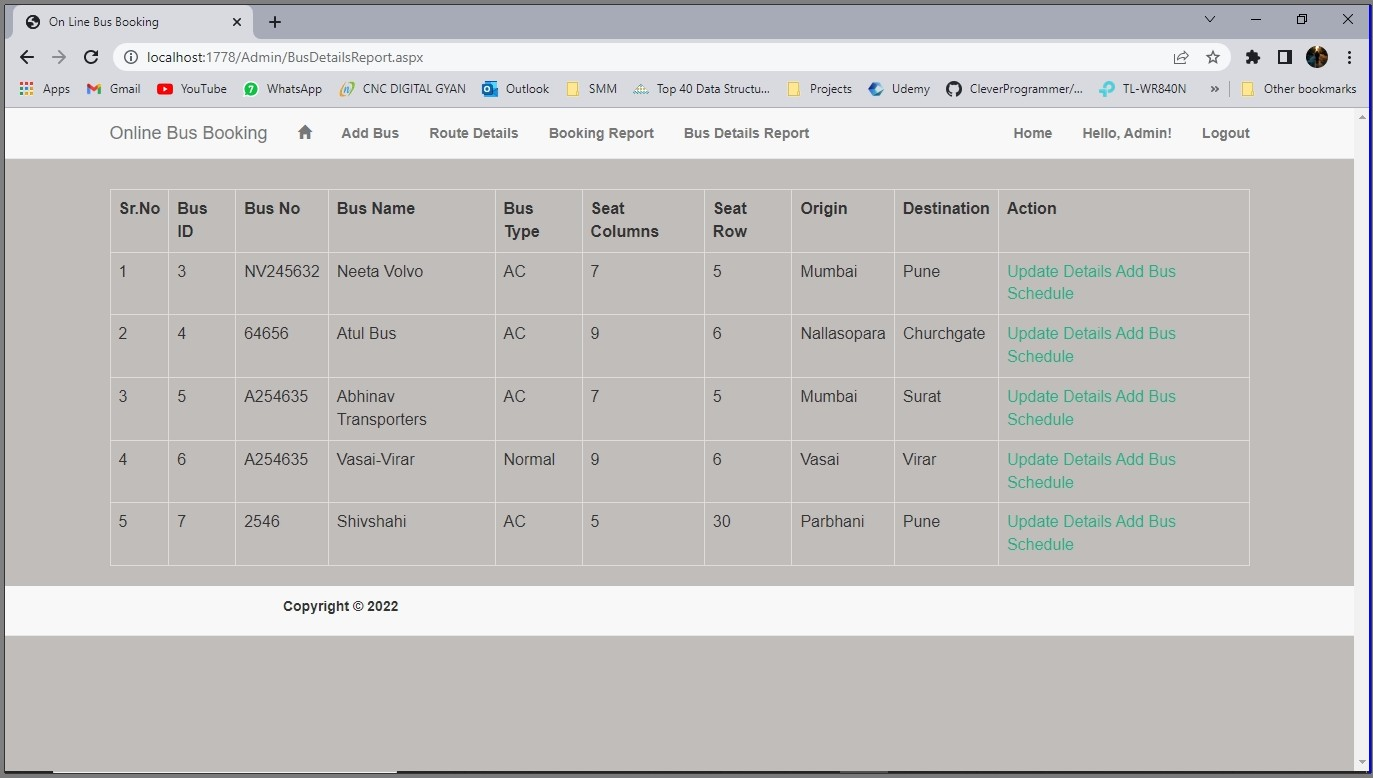 On Line Bus Booking
localhost:1778/Admin/BusDetailsReport.aspx
Apps Gmail YouTube WhatsApp CNC DIGITAL GYAN Outlook SMM Top 40 Data Structu... Projects Udemy CleverProgrammer/... TL-WR840N » Other bookmarks
Online Bus Booking Add Bus Route Details Booking Report Bus Details Report Home Hello, Admin! Logout
Sr.No Bus ID Bus No Bus Name Bus Type Seat Columns Seat Row Origin Destination Action
1 3 NV245632 Neeta Volvo AC 7 5 Mumbai Pune Update Details Add Bus Schedule
2 4 64656 Atul Bus AC 9 6 Nallasopara Churchgate Update Details Add Bus Schedule
3 5 A254635 Abhinav Transporters AC 7 5 Mumbai Surat Update Details Add Bus Schedule
4 6 A254635 Vasai-Virar Normal 9 6 Vasai Virar Update Details Add Bus Schedule
5 7 2546 Shivshahi AC 5 30 Parbhani Pune Update Details Add Bus Schedule
Copyright © 2022